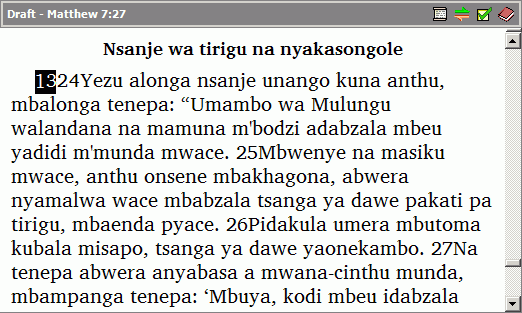 Draft - Matthew 7:27
Nsanje wa tirigu na nyakasongole
1324Yezu alonga nsanje unango kuna anthu,
mbalonga tenepa: “Umambo wa Mulungu
walandana na mamuna m'bodzi adabzala mbeu
yadidi m'munda mwace. 25Mbwenye na masiku
mwace, anthu onsene mbakhagona, abwera
nyamalwa wace mbabzala tsanga ya dawe pakati pa
tirigu, mbaenda pyace. 26Pidakula umera mbutoma
kubala misapo, tsanga ya dawe yaonekambo. 27Na
tenepa abwera anyabasa a mwana-cinthu munda,
mbampanga tenepa: ‘Mbuya, kodi mbeu idabzala